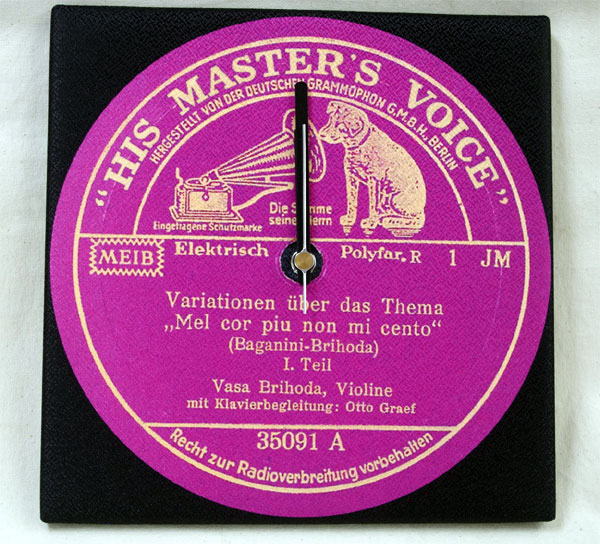 "HIS MASTER'S VOICE"
HERGESTELLT VON DER DEUTSCHEN GRAMMOPHON G.M.B.H. BERLIN
Die Stimme
Eingetragene Schutzmarke seines Herrn
MEIB Elektrisch Polyfar. R 1 JM
Variationen über das Thema
„Mel cor piu non mi cento“
(Baganini-Brihoda)
I. Teil
Vasa Brihoda, Violine
mit Klavierbegleitung: Otto Graef
35091 A
Recht zur Radioverbreitung vorbehalten